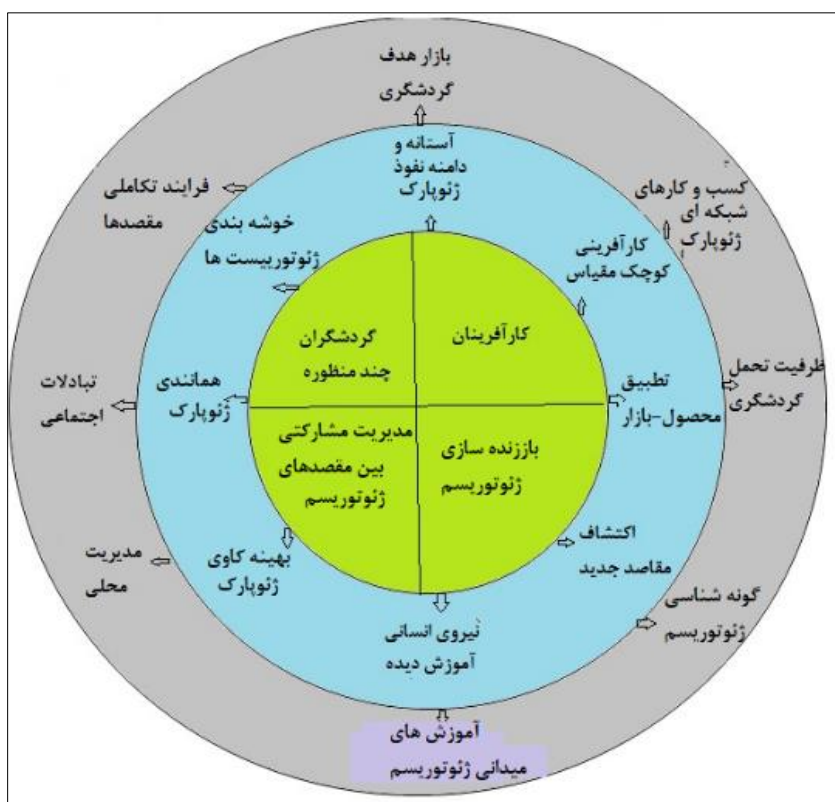 بازار هدف
گردشگری
آستانه و
دامنه نفوذ
ژئوپارک
کسب و کارهای
شبکه ای
ژئوپارک
فرایند تکاملی
مقصدها
خوشه بندی
ژئوتوریست ها
کارآفرینی
کوچک مقیاس
گردشگران
چند منظوره
کارآفرینان
ظرفیت تحمل
گردشگری
تطبیق
محصول-بازار
همانندی
ژئوپارک
تبادلات
اجتماعی
مدیریت مشارکتی
بین مقصدهای
ژئوتوریسم
باززنده سازی
ژئوتوریسم
اکتشاف
مقاصد جدید
بهینه کاوی
ژئوپارک
مدیریت
محلی
گونه شناسی
ژئوتوریسم
نیروی انسانی
آموزش دیده
آموزش های
میدانی ژئوتوریسم